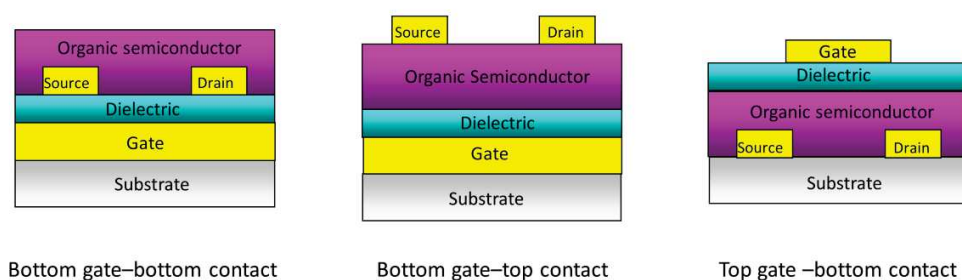 Organic semiconductor
Source
Drain
Dielectric
Gate
Substrate
Bottom gate–bottom contact
Source
Drain
Organic Semiconductor
Dielectric
Gate
Substrate
Bottom gate–top contact
Gate
Dielectric
Organic semiconductor
Source
Drain
Substrate
Top gate –bottom contact